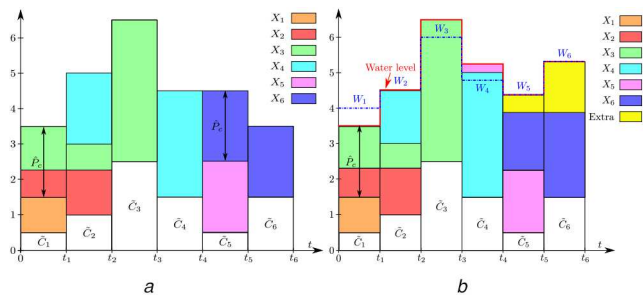 6
5
4
3
2
1
0
P̂c
C̃1
C̃2
C̃3
C̃4
P̂c
C̃5
C̃6
t
t1
t2
t3
t4
t5
t6
X1
X2
X3
X4
X5
X6
a
6
5
4
3
2
1
0
W1
Water level
W2
W3
W4
W5
W6
P̂c
C̃1
C̃2
C̃3
C̃4
C̃5
C̃6
t
t1
t2
t3
t4
t5
t6
X1
X2
X3
X4
X5
X6
Extra
b